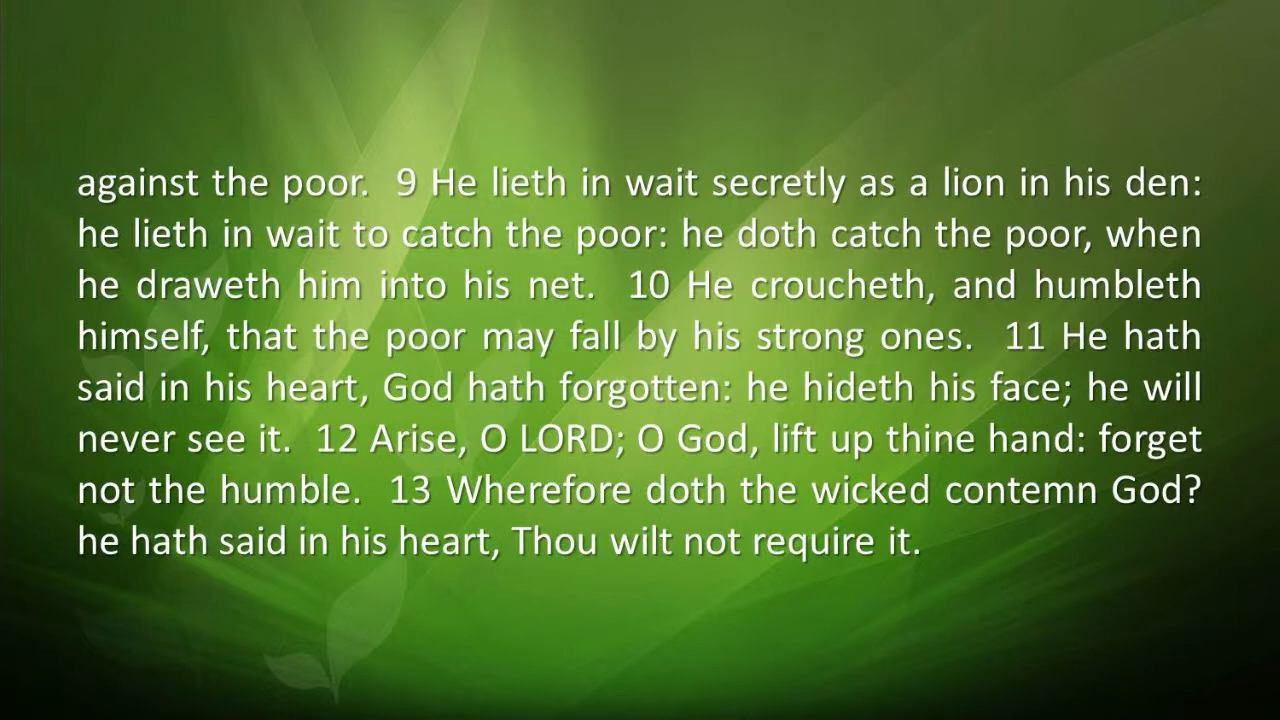 against the poor. 9 He lieth in wait secretly as a lion in his den:
he lieth in wait to catch the poor: he doth catch the poor, when
he draweth him into his net. 10 He croucheth, and humbleth
himself, that the poor may fall by his strong ones. 11 He hath
said in his heart, God hath forgotten: he hideth his face; he will
never see it. 12 Arise, O LORD; O God, lift up thine hand: forget
not the humble. 13 Wherefore doth the wicked contemn God?
he hath said in his heart, Thou wilt not require it.